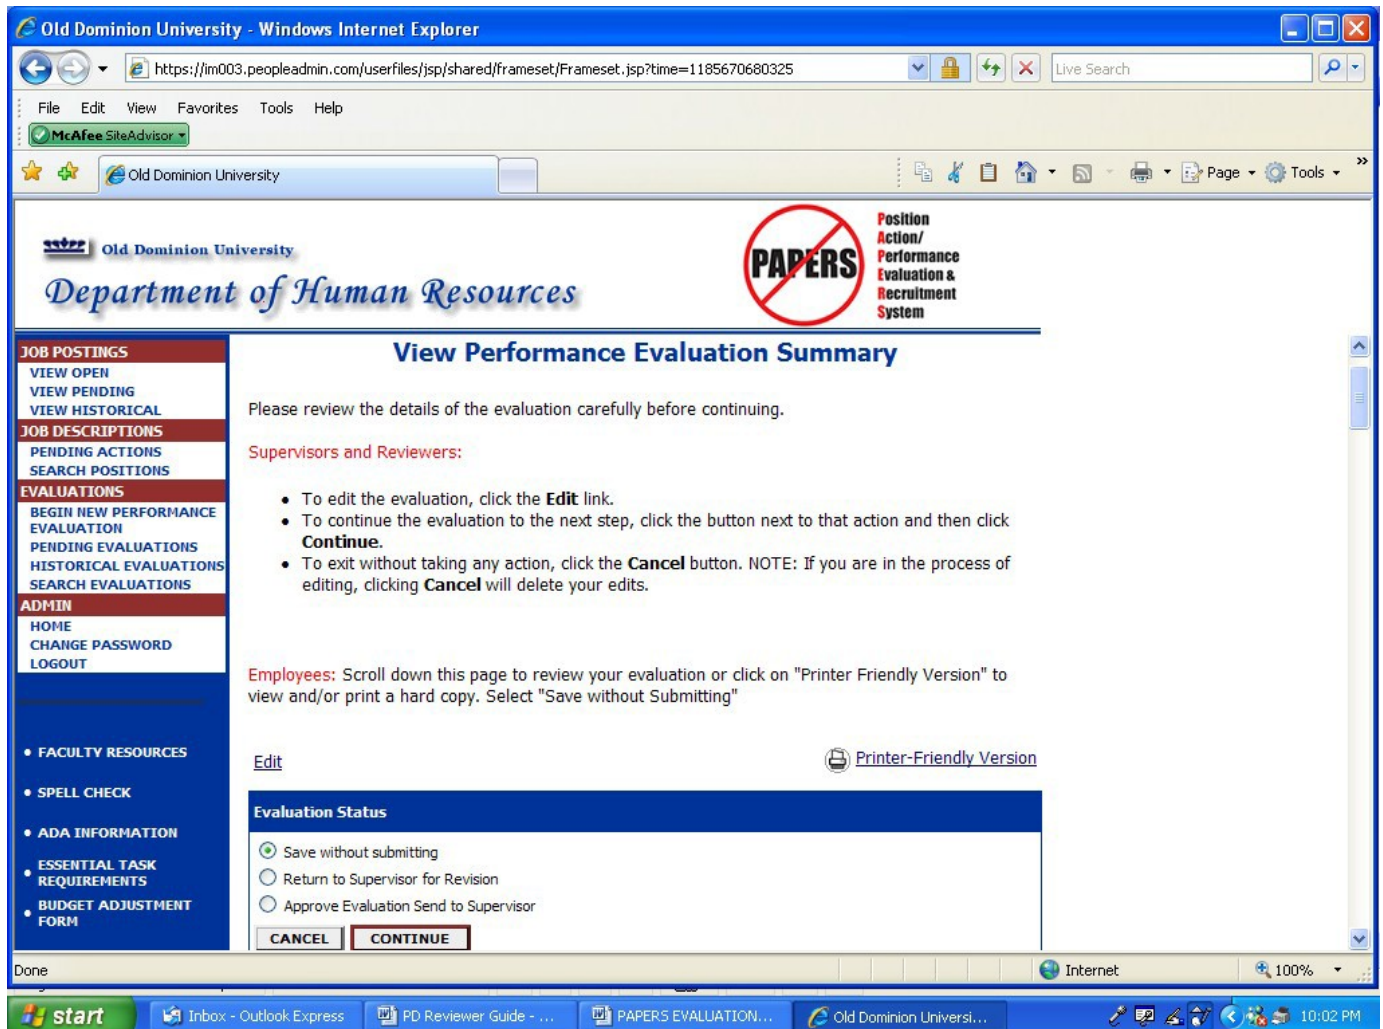 Old Dominion University - Windows Internet Explorer
https://im003.peopleadmin.com/userfiles/jsp/shared/frameset/Frameset.jsp?time=1185670680325
Live Search
File Edit View Favorites Tools Help
McAfee SiteAdvisor
Old Dominion University
Page Tools »
Old Dominion University
Department of Human Resources
PAPERS
Position
Action/
Performance
Evaluation &
Recruitment
System
JOB POSTINGS
VIEW OPEN
VIEW PENDING
VIEW HISTORICAL
JOB DESCRIPTIONS
PENDING ACTIONS
SEARCH POSITIONS
EVALUATIONS
BEGIN NEW PERFORMANCE
EVALUATION
PENDING EVALUATIONS
HISTORICAL EVALUATIONS
SEARCH EVALUATIONS
ADMIN
HOME
CHANGE PASSWORD
LOGOUT
• FACULTY RESOURCES
• SPELL CHECK
• ADA INFORMATION
• ESSENTIAL TASK
REQUIREMENTS
• BUDGET ADJUSTMENT
FORM
View Performance Evaluation Summary
Please review the details of the evaluation carefully before continuing.
Supervisors and Reviewers:
• To edit the evaluation, click the Edit link.
• To continue the evaluation to the next step, click the button next to that action and then click
Continue.
• To exit without taking any action, click the Cancel button. NOTE: If you are in the process of
editing, clicking Cancel will delete your edits.
Employees: Scroll down this page to review your evaluation or click on "Printer Friendly Version" to
view and/or print a hard copy. Select "Save without Submitting"
Edit
Printer-Friendly Version
Evaluation Status
Save without submitting
Return to Supervisor for Revision
Approve Evaluation Send to Supervisor
CANCEL CONTINUE
Done
Internet
100%
start
Inbox - Outlook Express
PD Reviewer Guide - ...
PAPERS EVALUATION...
Old Dominion Universi...
10:02 PM